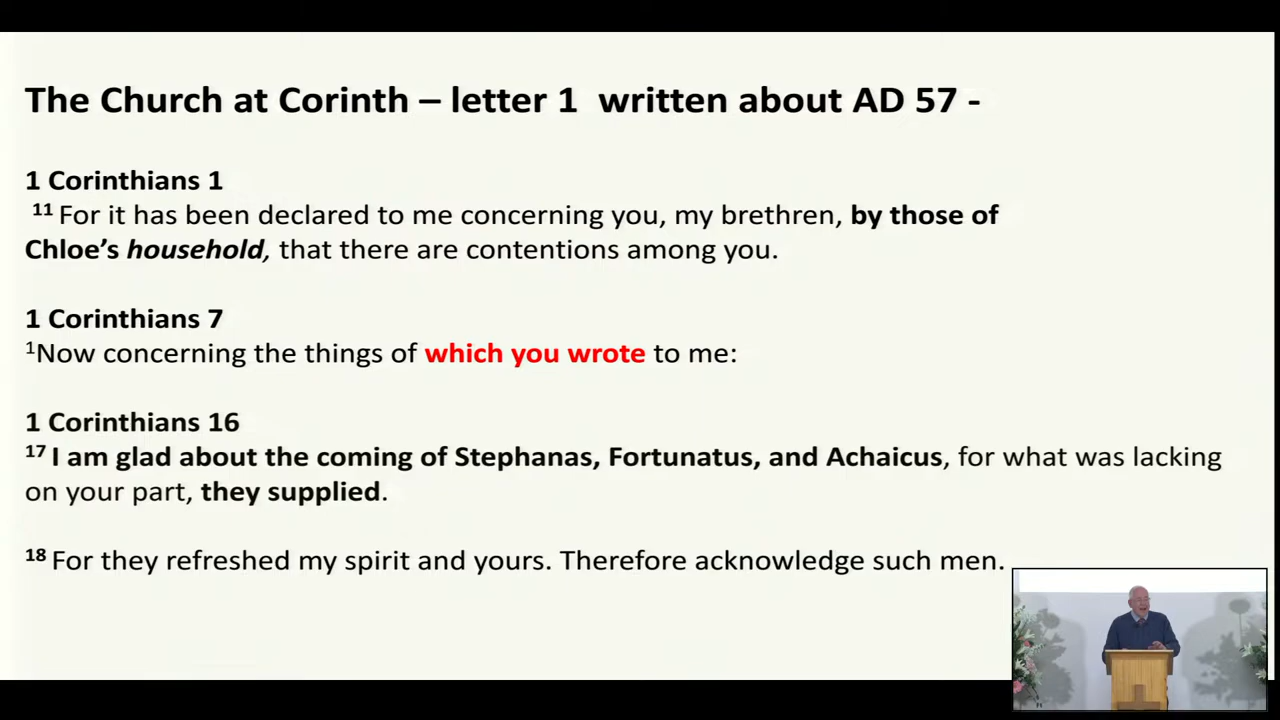 The Church at Corinth – letter 1  written about AD 57 -
1 Corinthians 1
11 For it has been declared to me concerning you, my brethren, by those of
Chloe’s household, that there are contentions among you.
1 Corinthians 7
1Now concerning the things of which you wrote to me:
1 Corinthians 16
17 I am glad about the coming of Stephanas, Fortunatus, and Achaicus, for what was lacking
on your part, they supplied.
18 For they refreshed my spirit and yours. Therefore acknowledge such men.